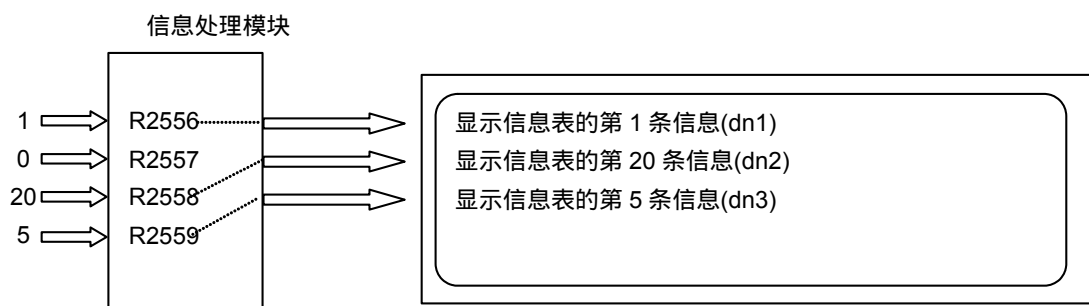 信息处理模块
1 R2556 显示信息表的第 1 条信息(dn1)
0 R2557 显示信息表的第 20 条信息(dn2)
20 R2558 显示信息表的第 5 条信息(dn3)
5 R2559